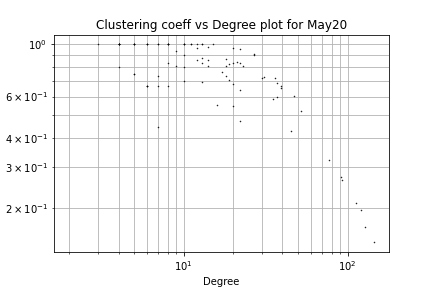 Clustering coeff vs Degree plot for May20
10⁰
6 × 10⁻¹
4 × 10⁻¹
3 × 10⁻¹
2 × 10⁻¹
10¹ 10²
Degree